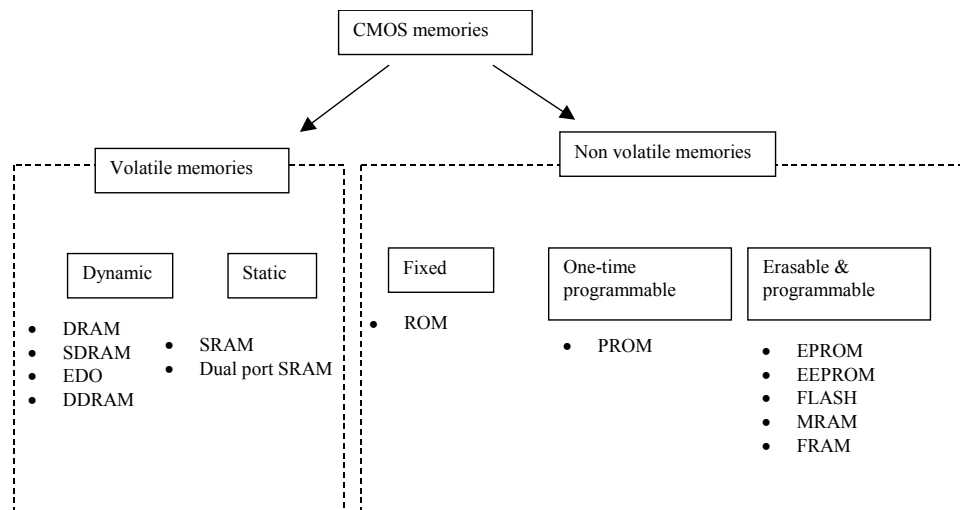 CMOS memories
Volatile memories
Non volatile memories
Dynamic
Static
Fixed
One-time
programmable
Erasable &
programmable
• DRAM
• SDRAM
• EDO
• DDRAM
• SRAM
• Dual port SRAM
• ROM
• PROM
• EPROM
• EEPROM
• FLASH
• MRAM
• FRAM